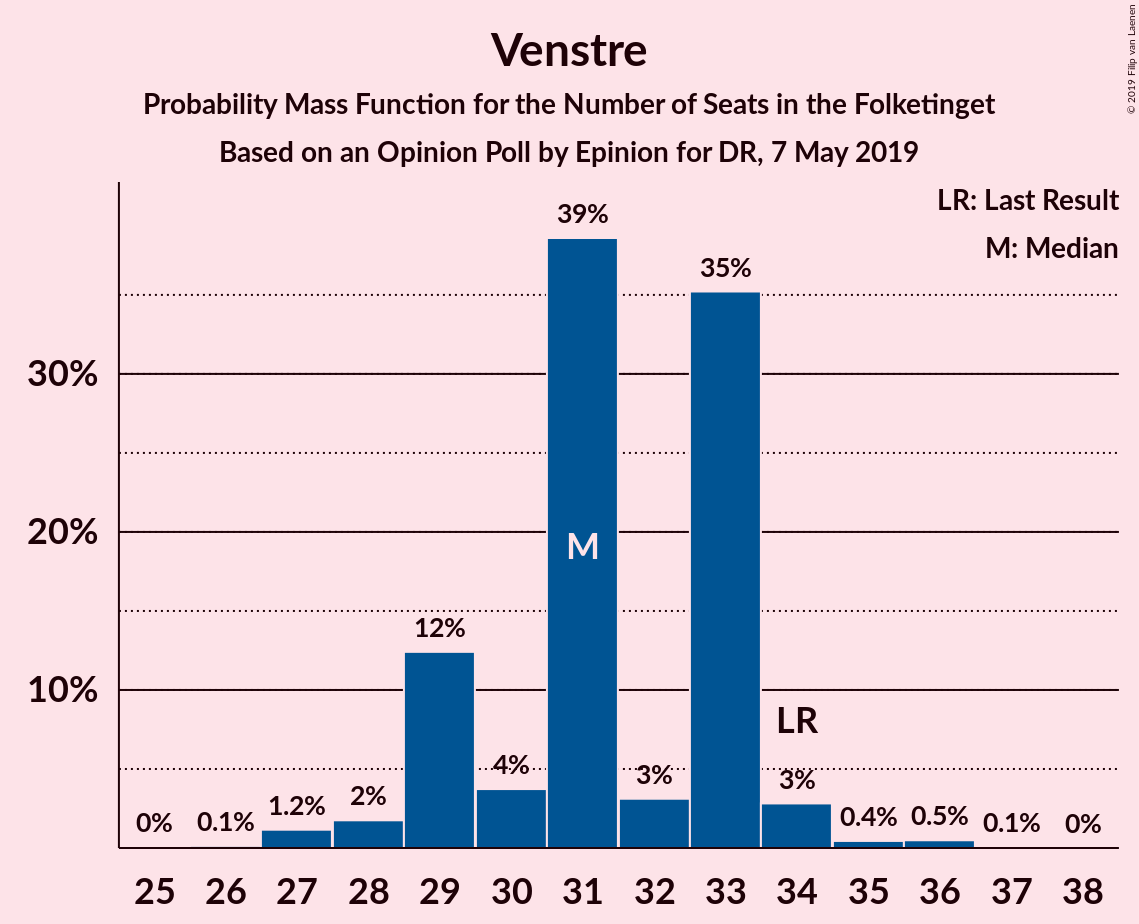 Venstre
Probability Mass Function for the Number of Seats in the Folketinget
Based on an Opinion Poll by Epinion for DR, 7 May 2019
© 2019 Filip van Laenen
LR: Last Result
M: Median
39%
35%
30%
20%
M
12%
10%
LR
4%
3%
3%
2%
1.2%
0%
0.1%
0.4%
0.5%
0.1%
0%
25 26 27 28 29 30 31 32 33 34 35 36 37 38